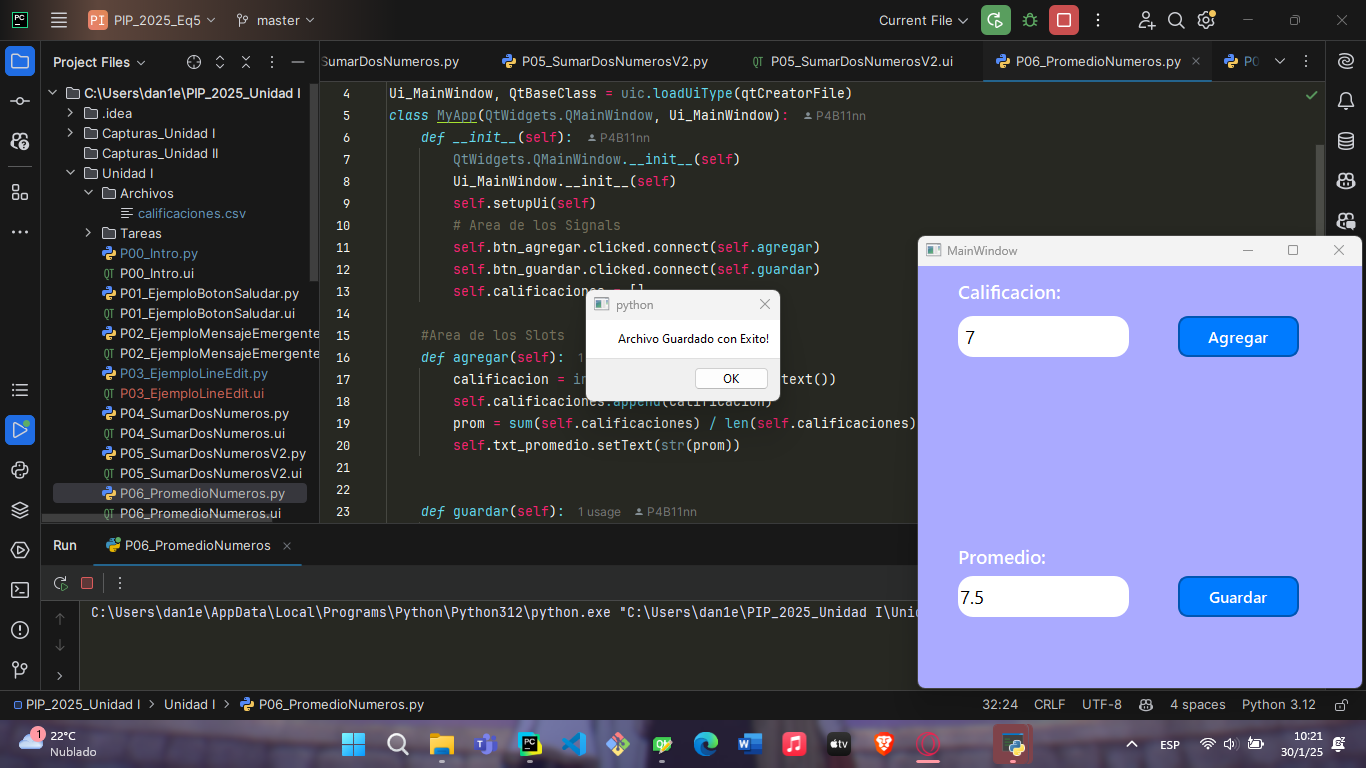 PC
PI PIP_2025_Eq5
master
Current File
Project Files
C:\Users\dan1e\PIP_2025_Unidad I
.idea
Capturas_Unidad I
Capturas_Unidad II
Unidad I
Archivos
calificaciones.csv
Tareas
P00_Intro.py
P00_Intro.ui
P01_EjemploBotonSaludar.py
P01_EjemploBotonSaludar.ui
P02_EjemploMensajeEmergente
P02_EjemploMensajeEmergente
P03_EjemploLineEdit.py
P03_EjemploLineEdit.ui
P04_SumarDosNumeros.py
P04_SumarDosNumeros.ui
P05_SumarDosNumerosV2.py
P05_SumarDosNumerosV2.ui
P06_PromedioNumeros.py
P06_PromedioNumeros.ui
SumarDosNumeros.py
P05_SumarDosNumerosV2.py
P05_SumarDosNumerosV2.ui
P06_PromedioNumeros.py
4 Ui_MainWindow, QtBaseClass = uic.loadUiType(qtCreatorFile)
5 class MyApp(QtWidgets.QMainWindow, Ui_MainWindow): P4B11nn
6 def __init__(self): P4B11nn
7 QtWidgets.QMainWindow.__init__(self)
8 Ui_MainWindow.__init__(self)
9 self.setupUi(self)
10 # Area de los Signals
11 self.btn_agregar.clicked.connect(self.agregar)
12 self.btn_guardar.clicked.connect(self.guardar)
13 self.calificaciones = []
14
15 #Area de los Slots
16 def agregar(self): 1
17 calificacion = in text())
18 self.calificaciones.append(calificacion)
19 prom = sum(self.calificaciones) / len(self.calificaciones)
20 self.txt_promedio.setText(str(prom))
21
22
23 def guardar(self): 1 usage P4B11nn
python
Archivo Guardado con Exito!
OK
MainWindow
Calificacion:
7
Agregar
Promedio:
7.5
Guardar
Run
P06_PromedioNumeros
C:\Users\dan1e\AppData\Local\Programs\Python\Python312\python.exe "C:\Users\dan1e\PIP_2025_Unidad I\Unid
PIP_2025_Unidad I > Unidad I > P06_PromedioNumeros.py
32:24 CRLF UTF-8 4 spaces Python 3.12
1
22°C
Nublado
ESP
10:21
30/1/25